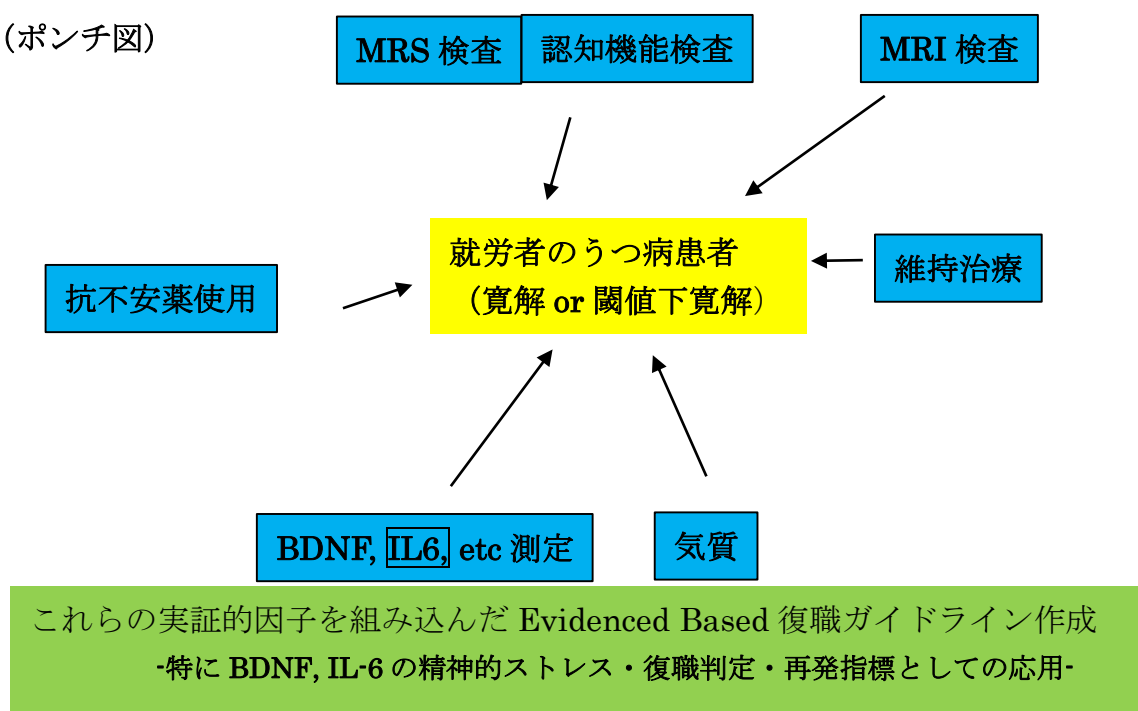 (ポンチ図)
MRS 検査
認知機能検査
MRI 検査
就労者のうつ病患者
(寛解 or 閾値下寛解)
維持治療
抗不安薬使用
BDNF, IL6, etc 測定
気質
これらの実証的因子を組み込んだ Evidenced Based 復職ガイドライン作成
-特に BDNF, IL-6 の精神的ストレス・復職判定・再発指標としての応用-